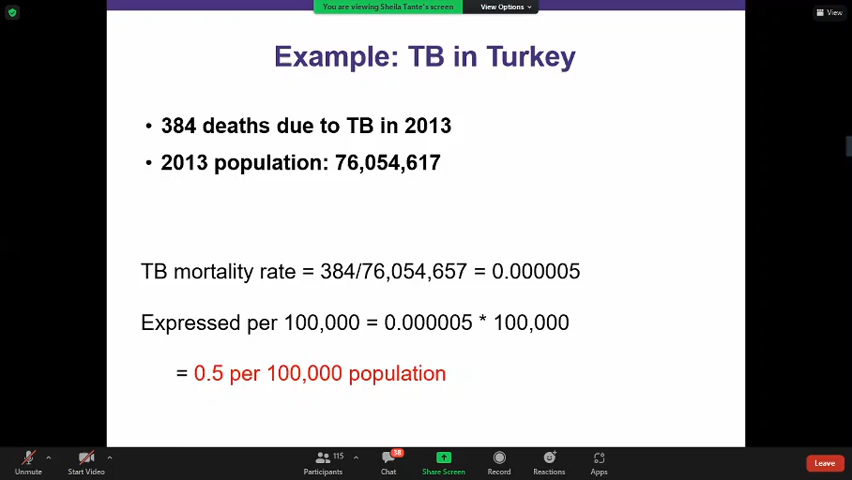 You are viewing Sheila Tante's screen
View Options
View
Example: TB in Turkey
• 384 deaths due to TB in 2013
• 2013 population: 76,054,617
TB mortality rate = 384/76,054,657 = 0.000005
Expressed per 100,000 = 0.000005 * 100,000
= 0.5 per 100,000 population
Unmute
Start Video
115
Participants
38
Chat
Share Screen
Record
Reactions
Apps
Leave